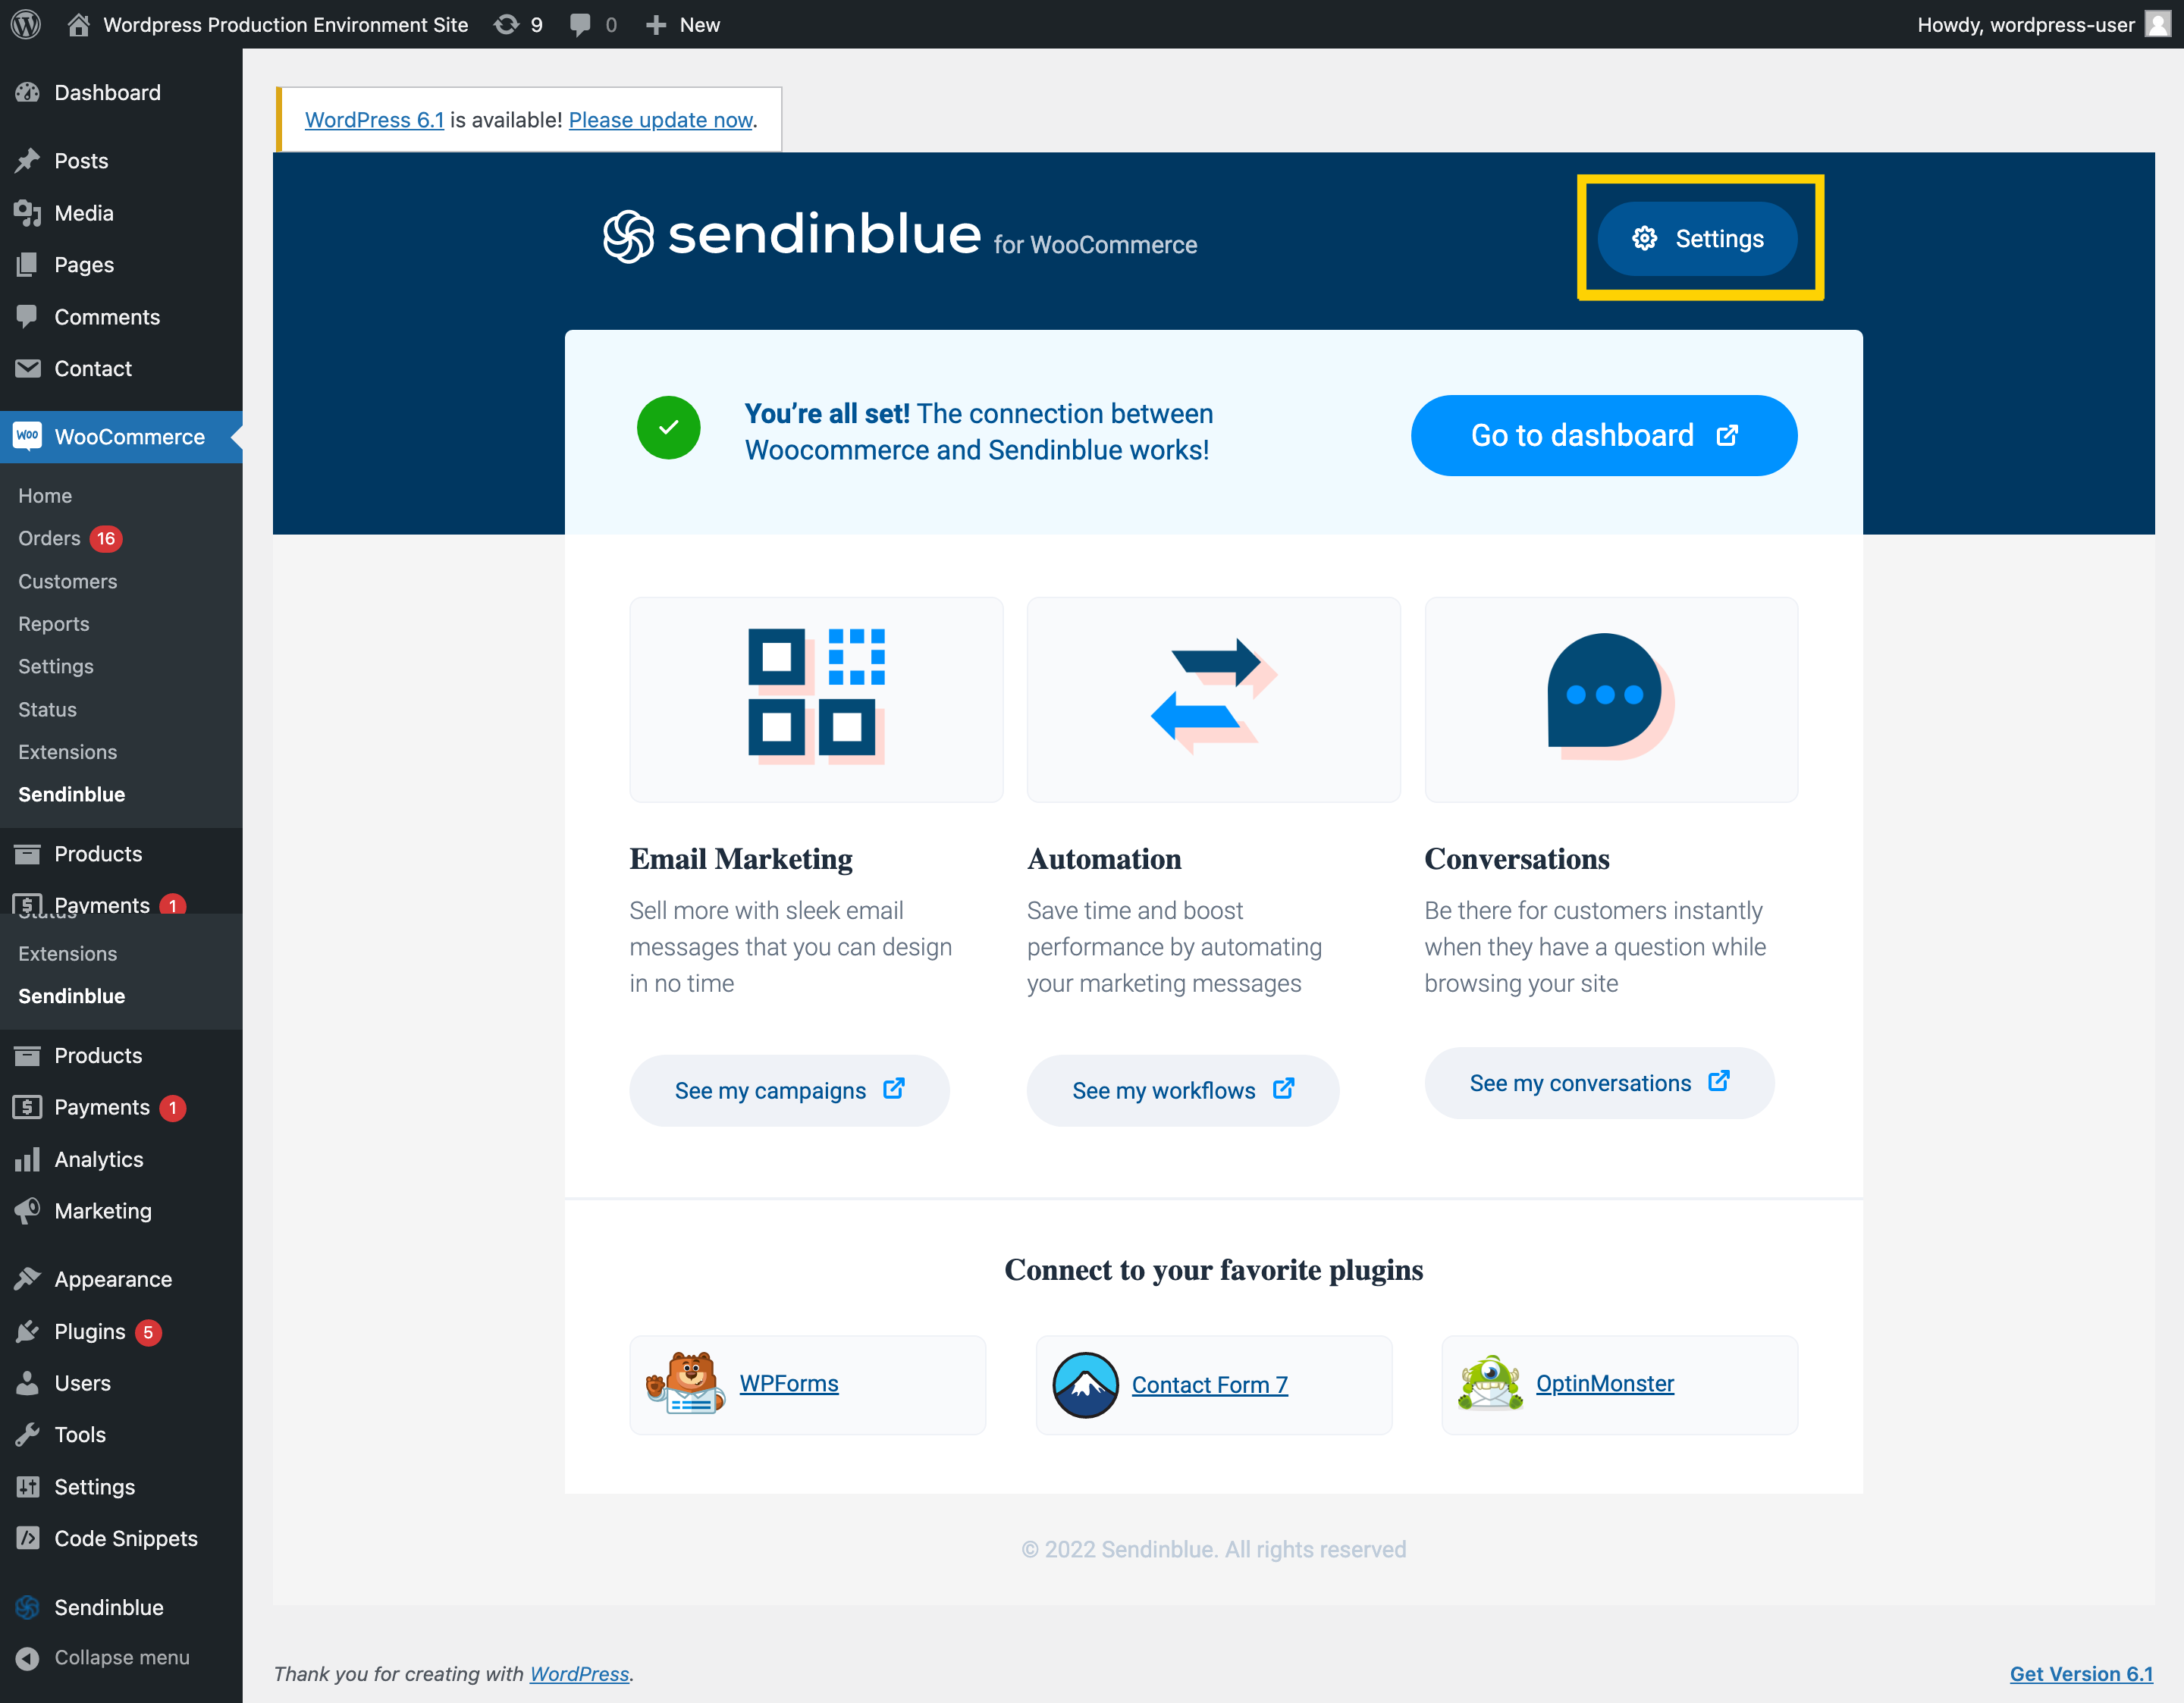 Wordpress Production Environment Site 9 0 New Howdy, wordpress-user
Dashboard
Posts
Media
Pages
Comments
Contact
Woo WooCommerce
Home
Orders 16
Customers
Reports
Settings
Status
Extensions
Sendinblue
Products
Payments 1
Status
Extensions
Sendinblue
Products
Payments 1
Analytics
Marketing
Appearance
Plugins 5
Users
Tools
Settings
Code Snippets
Sendinblue
Collapse menu
WordPress 6.1 is available! Please update now.
sendinblue for WooCommerce
Settings
You're all set! The connection between
Woocommerce and Sendinblue works!
Go to dashboard
Email Marketing
Sell more with sleek email
messages that you can design
in no time
See my campaigns
Automation
Save time and boost
performance by automating
your marketing messages
See my workflows
Conversations
Be there for customers instantly
when they have a question while
browsing your site
See my conversations
Connect to your favorite plugins
WPForms
Contact Form 7
OptinMonster
© 2022 Sendinblue. All rights reserved
Thank you for creating with WordPress.
Get Version 6.1